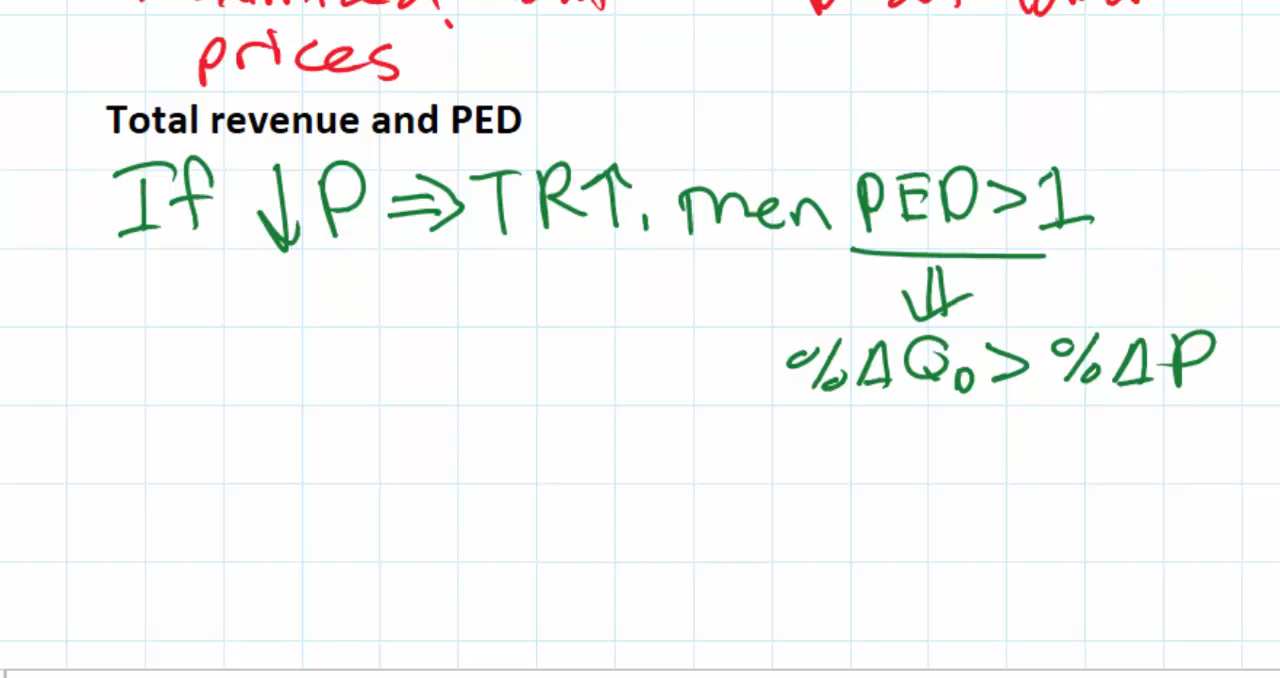 prices
Total revenue and PED
If ↓P ⇒ TR↑, then PED>1
⇓
%ΔQD > %ΔP